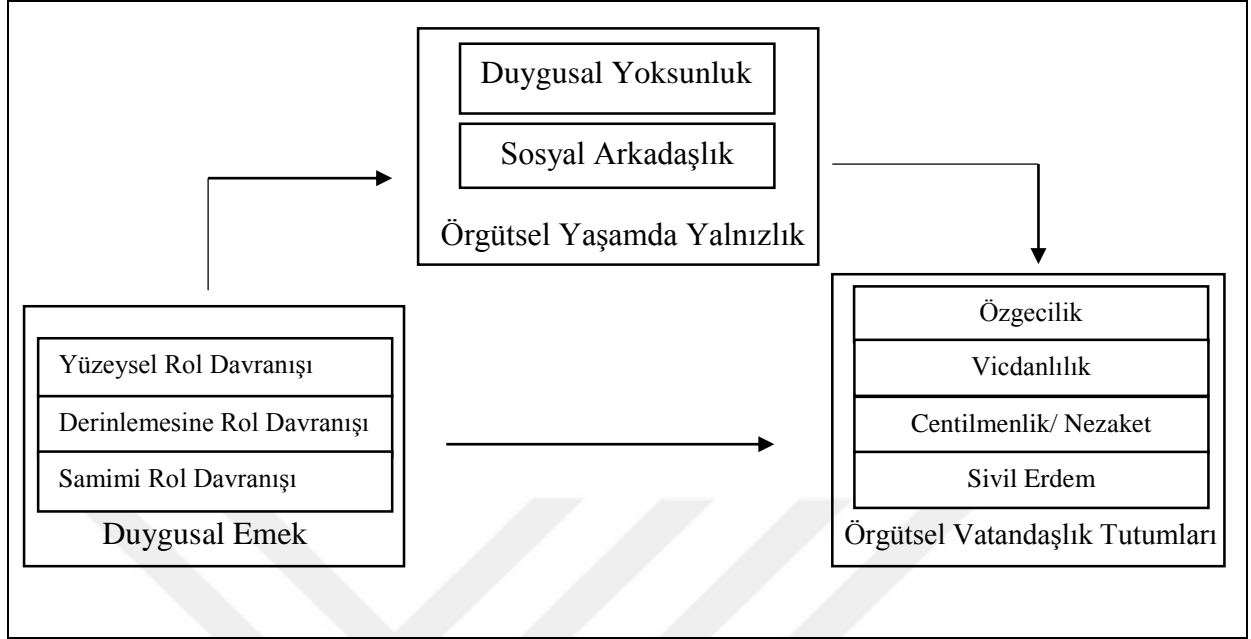 Duygusal Yoksunluk
Sosyal Arkadaşlık
Örgütsel Yaşamda Yalnızlık
Yüzeysel Rol Davranışı
Derinlemesine Rol Davranışı
Samimi Rol Davranışı
Duygusal Emek
Özgecilik
Vicdanlılık
Centilmenlik/ Nezaket
Sivil Erdem
Örgütsel Vatandaşlık Tutumları